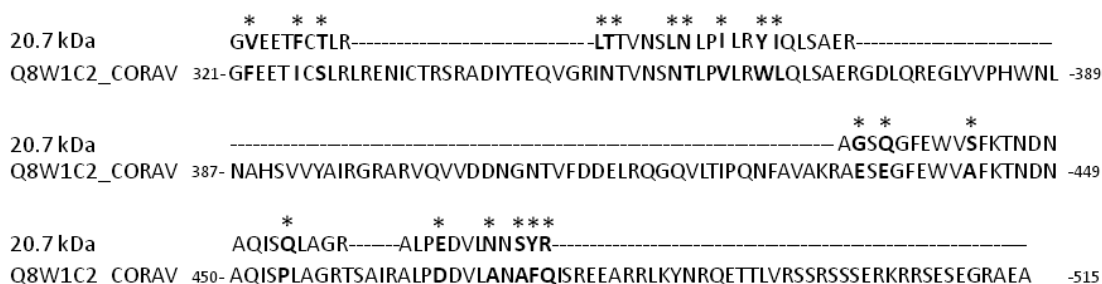 * * * ** ** * **
20.7 kDa GVEETFCTLR------------------------------LTTVNSLNLPILRYIQLSAER-------------------------
Q8W1C2_CORAV 321-GFEETICSLRLRENICTRSRADIYTEQVGRINTVNSNTLPVLRWLQLSAERGDLQREGLYVPHWNL -389
* * *
20.7 kDa ------------------------------------------------------------------------AGSQGFEWVSFKTNDN
Q8W1C2_CORAV 387- NAHSVVYAIRGRARVQVVDDNGNTVFDDELRQGQVLTIPQNFAVAKRAESEGFEWVAFKTNDN -449
* * * ***
20.7 kDa AQISQLAGR-------ALPEDVLNNSYR------------------------------------------------------------
Q8W1C2_CORAV 450- AQISPLAGRTSAIRALPDDVLANAFQISREEARRLKYNRQETTLVRSSRSSSERKRRSESEGRAEA -515